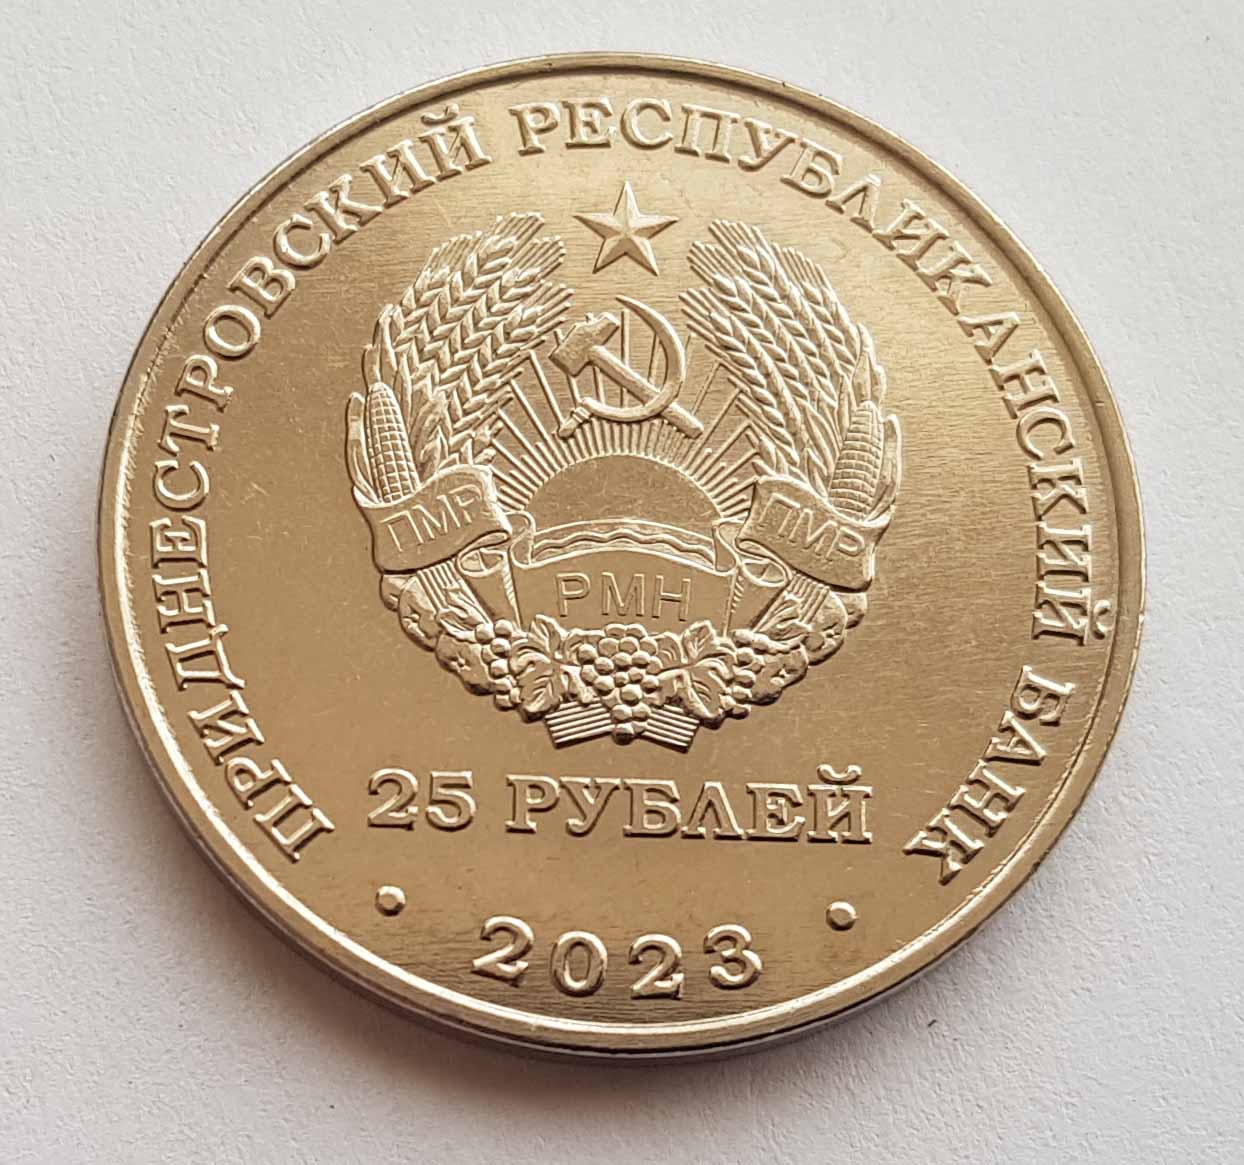 ПРИДНЕСТРОВСКИЙ РЕСПУБЛИКАНСКИЙ БАНК
ПМР
ПМР
РМН
25 РУБЛЕЙ
• 2023 •